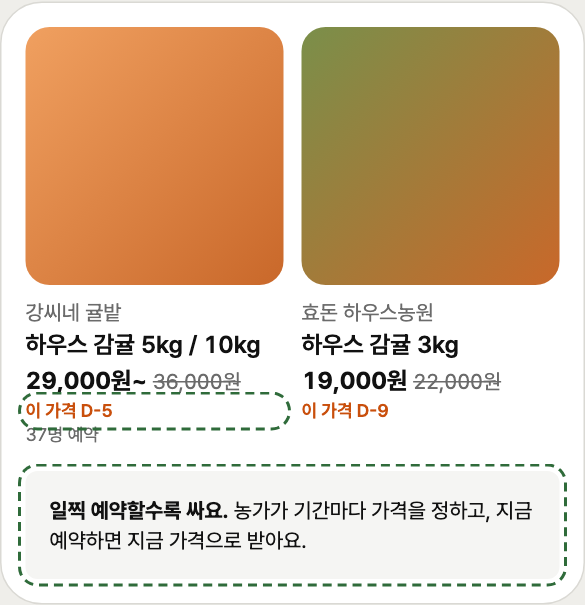 강씨네 귤밭
하우스 감귤 5kg / 10kg
29,000원~ 36,000원
이 가격 D-5
37명 예약
효돈 하우스농원
하우스 감귤 3kg
19,000원 22,000원
이 가격 D-9
일찍 예약할수록 싸요. 농가가 기간마다 가격을 정하고, 지금
예약하면 지금 가격으로 받아요.